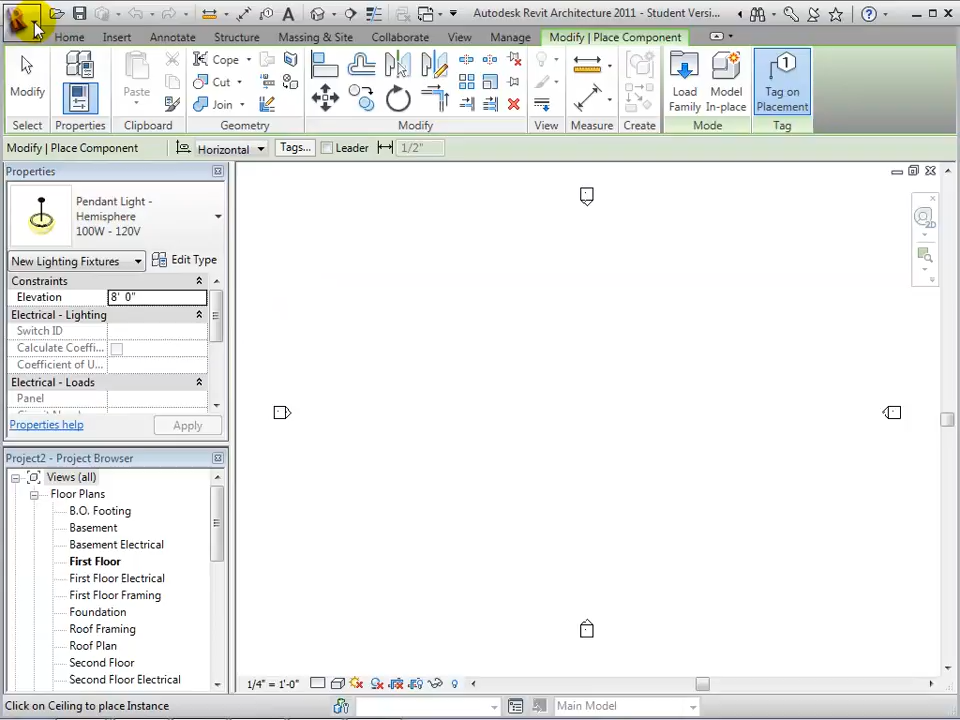 Autodesk Revit Architecture 2011 - Student Versi...
Home
Insert
Annotate
Structure
Massing & Site
Collaborate
View
Manage
Modify | Place Component
Modify
Paste
Cope
Cut
Join
Load Family
Model In-place
1
Tag on Placement
Select
Properties
Clipboard
Geometry
Modify
View
Measure
Create
Mode
Tag
Modify | Place Component
Horizontal
Tags...
Leader
1/2"
Properties
Pendant Light -
Hemisphere
100W - 120V
New Lighting Fixtures
Edit Type
Constraints
Elevation
8' 0"
Electrical - Lighting
Switch ID
Calculate Coeffi...
Coefficient of U...
Electrical - Loads
Panel
Properties help
Apply
2D
Project2 - Project Browser
Views (all)
Floor Plans
B.O. Footing
Basement
Basement Electrical
First Floor
First Floor Electrical
First Floor Framing
Foundation
Roof Framing
Roof Plan
Second Floor
Second Floor Electrical
1/4" = 1'-0"
Click on Ceiling to place Instance
Main Model